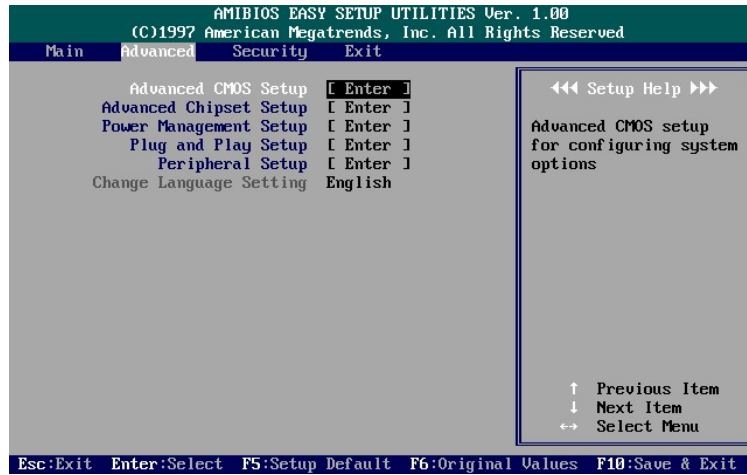 AMIBIOS EASY SETUP UTILITIES Ver. 1.00
(C)1997 American Megatrends, Inc. All Rights Reserved
Main Advanced Security Exit
Advanced CMOS Setup [ Enter ]
Advanced Chipset Setup [ Enter ]
Power Management Setup [ Enter ]
Plug and Play Setup [ Enter ]
Peripheral Setup [ Enter ]
Change Language Setting English
Setup Help
Advanced CMOS setup
for configuring system
options
↑ Previous Item
↓ Next Item
↔ Select Menu
Esc:Exit Enter:Select F5:Setup Default F6:Original Values F10:Save & Exit